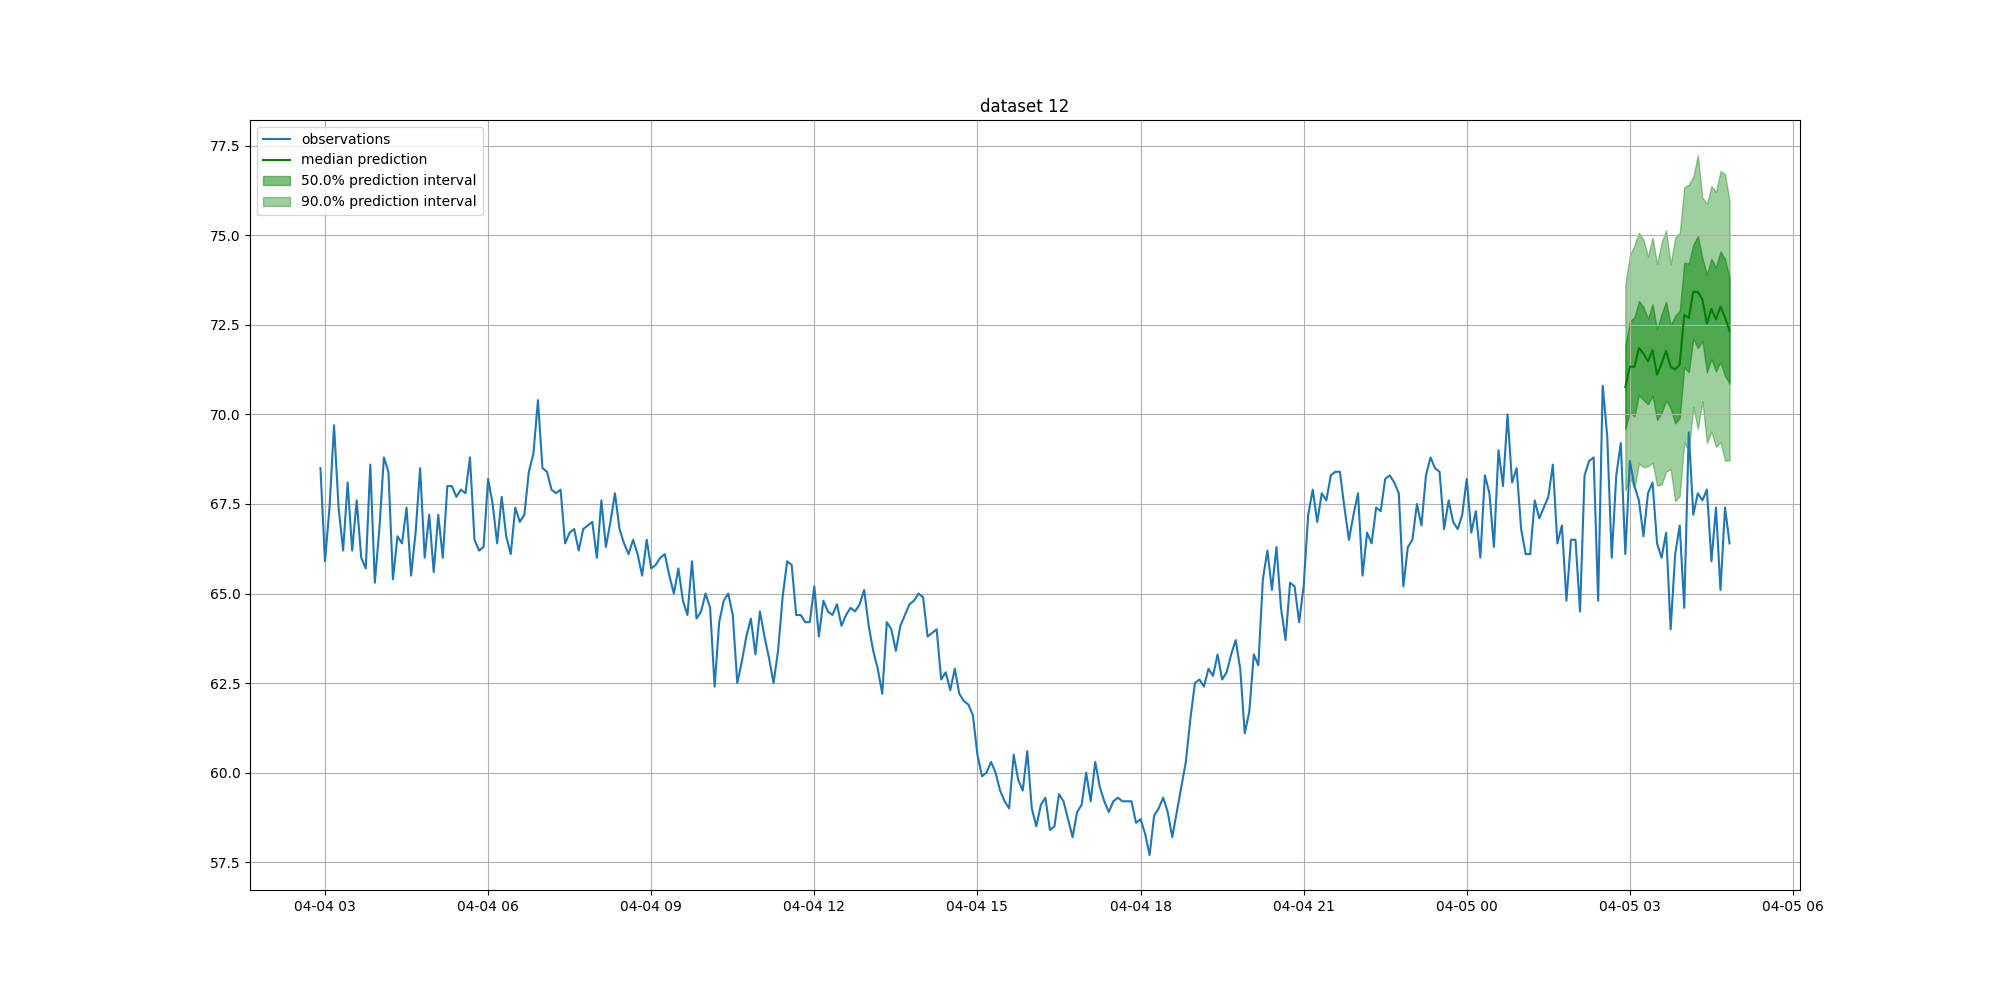 dataset 12
observations
median prediction
50.0% prediction interval
90.0% prediction interval
77.5
75.0
72.5
70.0
67.5
65.0
62.5
60.0
57.5
04-04 03 04-04 06 04-04 09 04-04 12 04-04 15 04-04 18 04-04 21 04-05 00 04-05 03 04-05 06